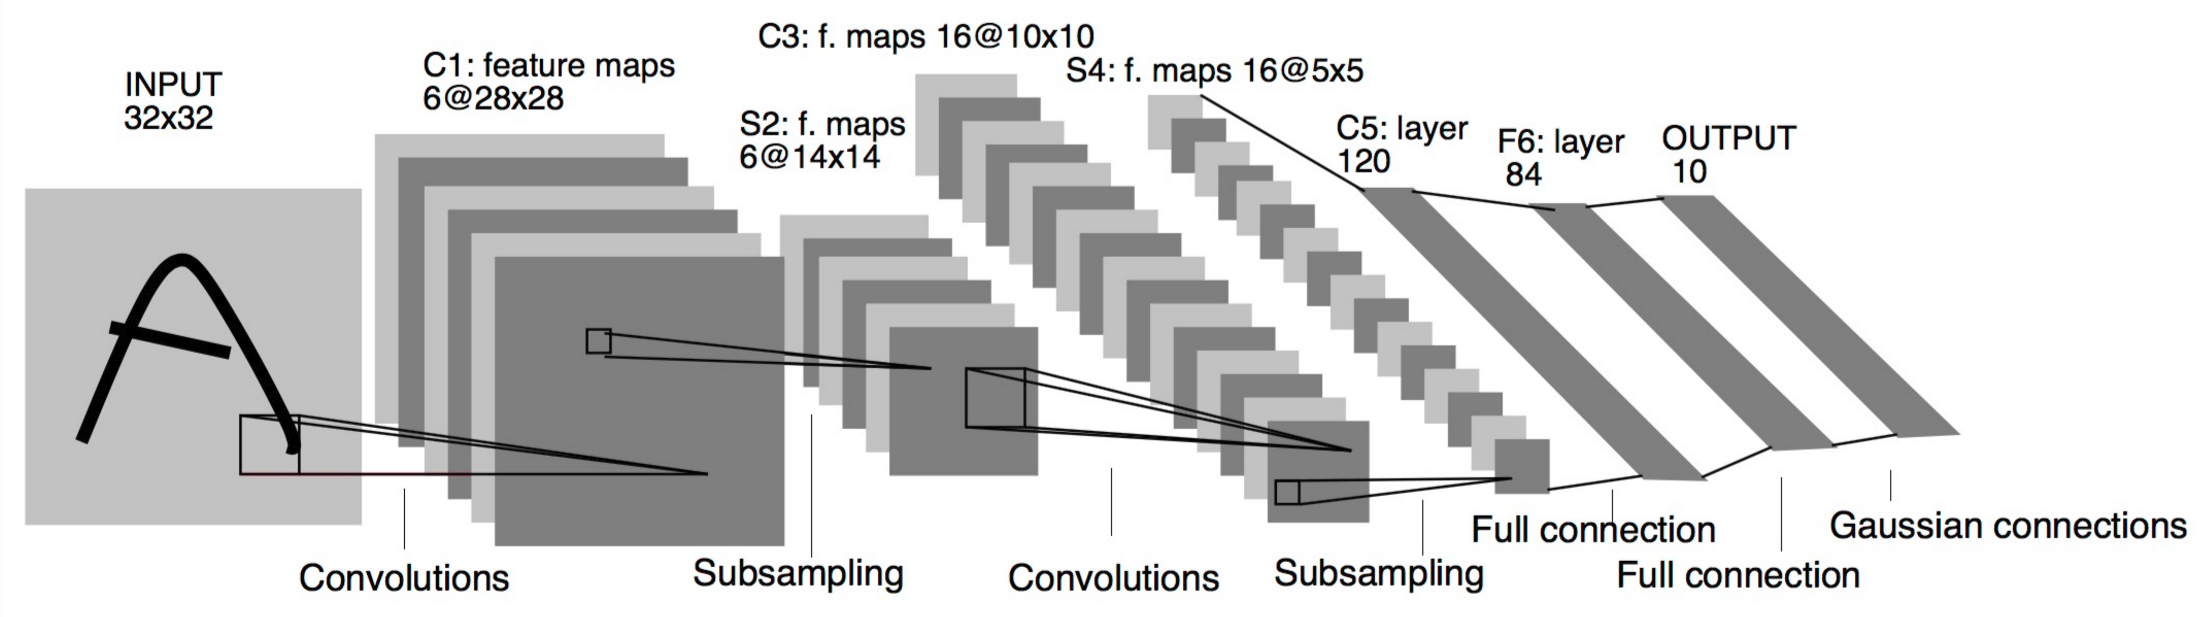 INPUT
32x32
C1: feature maps
6@28x28
S2: f. maps
6@14x14
C3: f. maps 16@10x10
S4: f. maps 16@5x5
C5: layer
120
F6: layer
84
OUTPUT
10
Convolutions
Subsampling
Convolutions
Subsampling
Full connection
Full connection
Gaussian connections